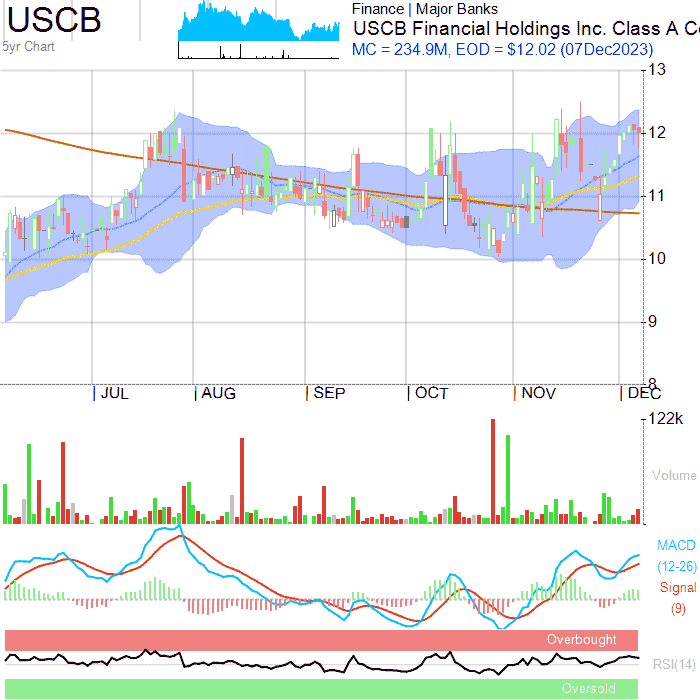 USCB
5yr Chart
Finance | Major Banks
USCB Financial Holdings Inc. Class A Co
MC = 234.9M, EOD = $12.02 (07Dec2023)
13
12
11
10
9
8
JUL AUG SEP OCT NOV DEC
122k
Volume
MACD
(12-26)
Signal
(9)
Overbought
RSI(14)
Oversold